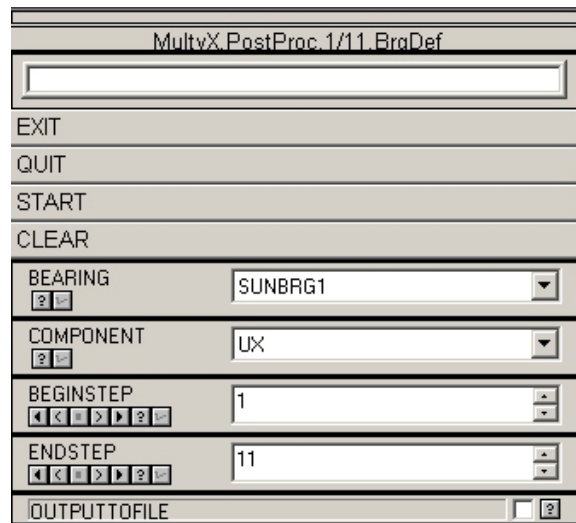 MultyX.PostProc.1/11.BrgDef
EXIT
QUIT
START
CLEAR
BEARING
SUNBRG1
COMPONENT
UX
BEGINSTEP
1
ENDSTEP
11
OUTPUTTOFILE